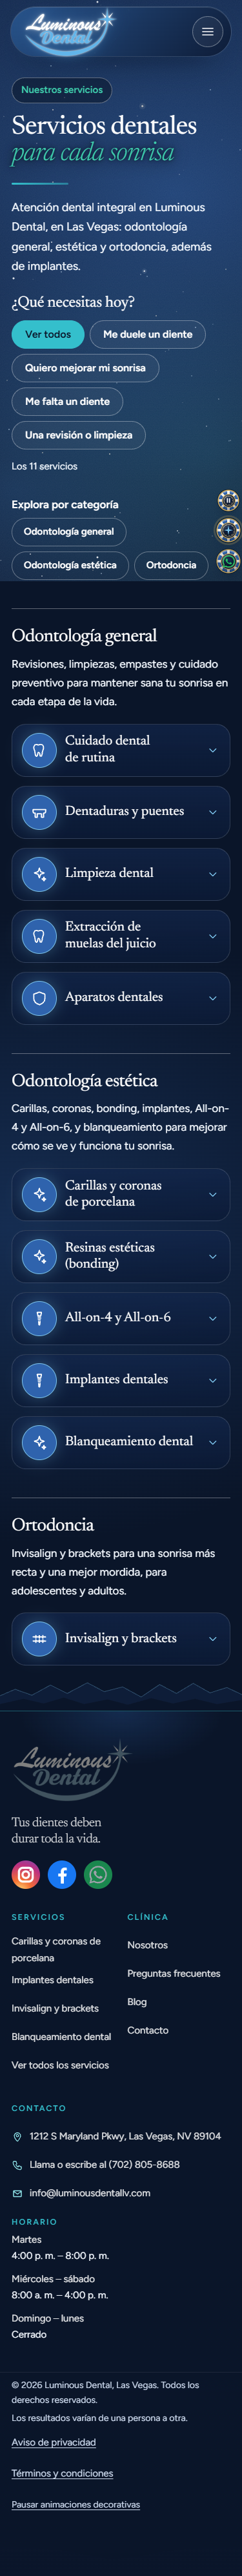 Luminous
Dental
Nuestros servicios
Servicios dentales
para cada sonrisa
Atención dental integral en Luminous
Dental, en Las Vegas: odontología
general, estética y ortodoncia, además
de implantes.
¿Qué necesitas hoy?
Ver todos
Me duele un diente
Quiero mejorar mi sonrisa
Me falta un diente
Una revisión o limpieza
Los 11 servicios
Explora por categoría
Odontología general
Odontología estética
Ortodoncia
Odontología general
Revisiones, limpiezas, empastes y cuidado
preventivo para mantener sana tu sonrisa en
cada etapa de la vida.
Cuidado dental
de rutina
Dentaduras y puentes
Limpieza dental
Extracción de
muelas del juicio
Aparatos dentales
Odontología estética
Carillas, coronas, bonding, implantes, All-on-
4 y All-on-6, y blanqueamiento para mejorar
cómo se ve y funciona tu sonrisa.
Carillas y coronas
de porcelana
Resinas estéticas
(bonding)
All-on-4 y All-on-6
Implantes dentales
Blanqueamiento dental
Ortodoncia
Invisalign y brackets para una sonrisa más
recta y una mejor mordida, para
adolescentes y adultos.
Invisalign y brackets
Luminous
Dental
Tus dientes deben
durar toda la vida.
SERVICIOS
Carillas y coronas de
porcelana
Implantes dentales
Invisalign y brackets
Blanqueamiento dental
Ver todos los servicios
CLÍNICA
Nosotros
Preguntas frecuentes
Blog
Contacto
CONTACTO
1212 S Maryland Pkwy, Las Vegas, NV 89104
Llama o escribe al (702) 805-8688
info@luminousdentallv.com
HORARIO
Martes
4:00 p. m. – 8:00 p. m.
Miércoles – sábado
8:00 a. m. – 4:00 p. m.
Domingo – lunes
Cerrado
© 2026 Luminous Dental, Las Vegas. Todos los
derechos reservados.
Los resultados varían de una persona a otra.
Aviso de privacidad
Términos y condiciones
Pausar animaciones decorativas